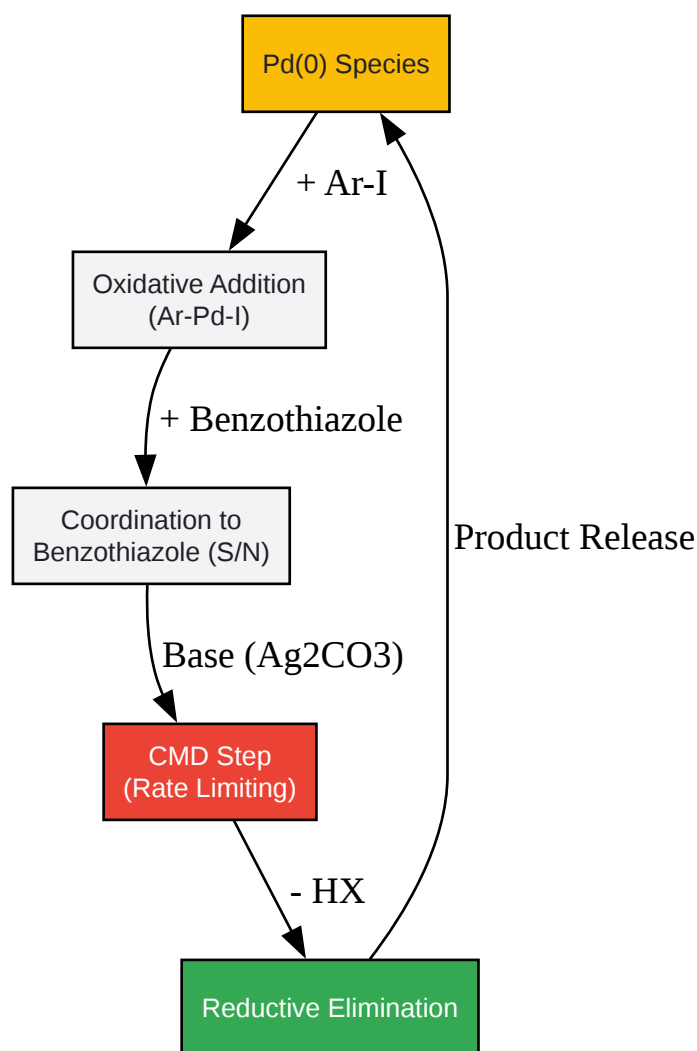 Pd(0) Species
+ Ar-I
Oxidative Addition
(Ar-Pd-I)
+ Benzothiazole
Coordination to
Benzothiazole (S/N)
Product Release
Base (Ag2CO3)
CMD Step
(Rate Limiting)
- HX
Reductive Elimination